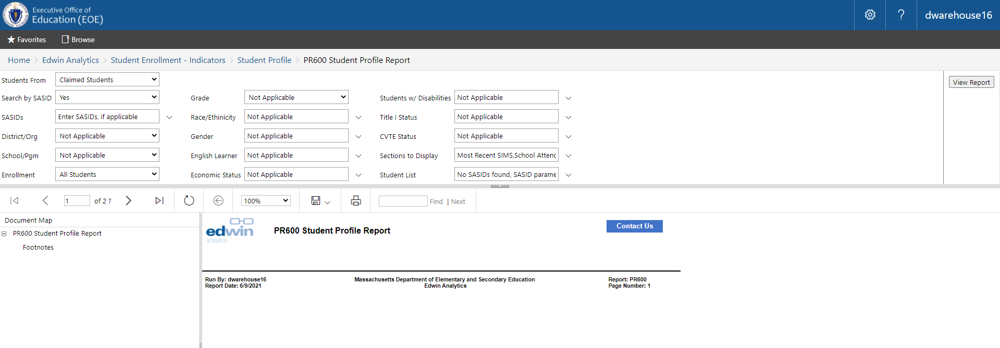 Executive Office of
Education (EOE)
?
dwarehouse16
Favorites
Browse
Home > Edwin Analytics > Student Enrollment - Indicators > Student Profile > PR600 Student Profile Report
Students From Claimed Students
View Report
Search by SASID Yes Grade Not Applicable Students w/ Disabilities Not Applicable
SASIDs Enter SASIDs, if applicable Race/Ethinicity Not Applicable Title I Status Not Applicable
District/Org Not Applicable Gender Not Applicable CVTE Status Not Applicable
School/Pgm Not Applicable English Learner Not Applicable Sections to Display Most Recent SIMS,School Attenc
Enrollment All Students Economic Status Not Applicable Student List No SASIDs found, SASID parame
1 of 2 ? 100% Find | Next
Document Map
PR600 Student Profile Report
Footnotes
edwin
analytics
PR600 Student Profile Report
Contact Us
Run By: dwarehouse16 Massachusetts Department of Elementary and Secondary Education Report: PR600
Report Date: 6/9/2021 Edwin Analytics Page Number: 1